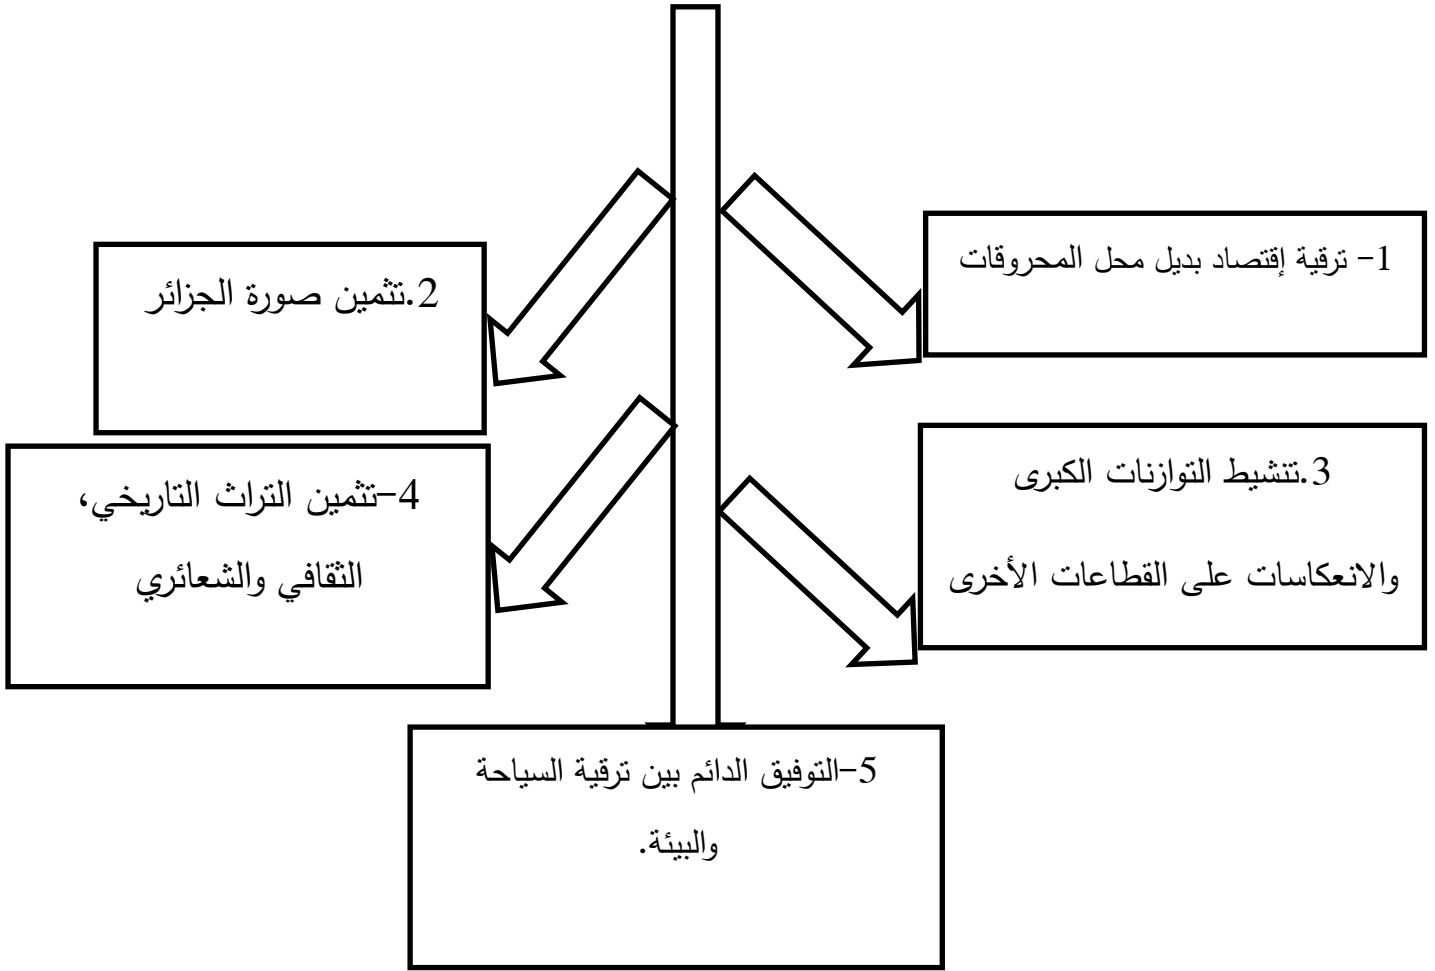 1- ترقية إقتصاد بديل محل المحروقات
2.تثمين صورة الجزائر
3.تنشيط التوازنات الكبرى
والانعكاسات على القطاعات الأخرى
4-تثمين التراث التاريخي،
الثقافي والشعائري
5-التوفيق الدائم بين ترقية السياحة
والبيئة.